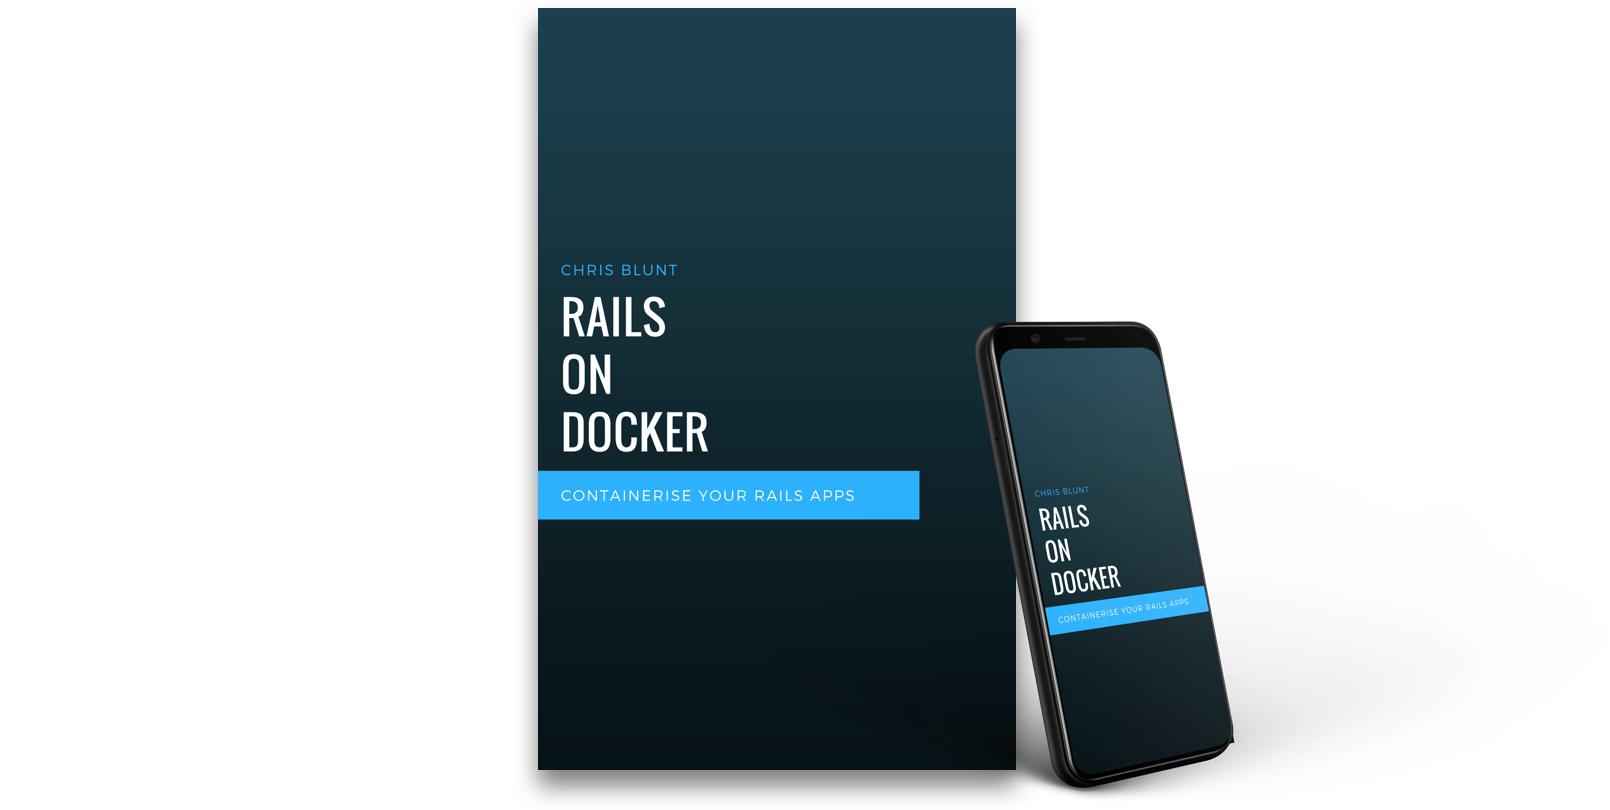 CHRIS BLUNT
RAILS
ON
DOCKER
CONTAINERISE YOUR RAILS APPS
CHRIS BLUNT
RAILS
ON
DOCKER
CONTAINERISE YOUR RAILS APPS